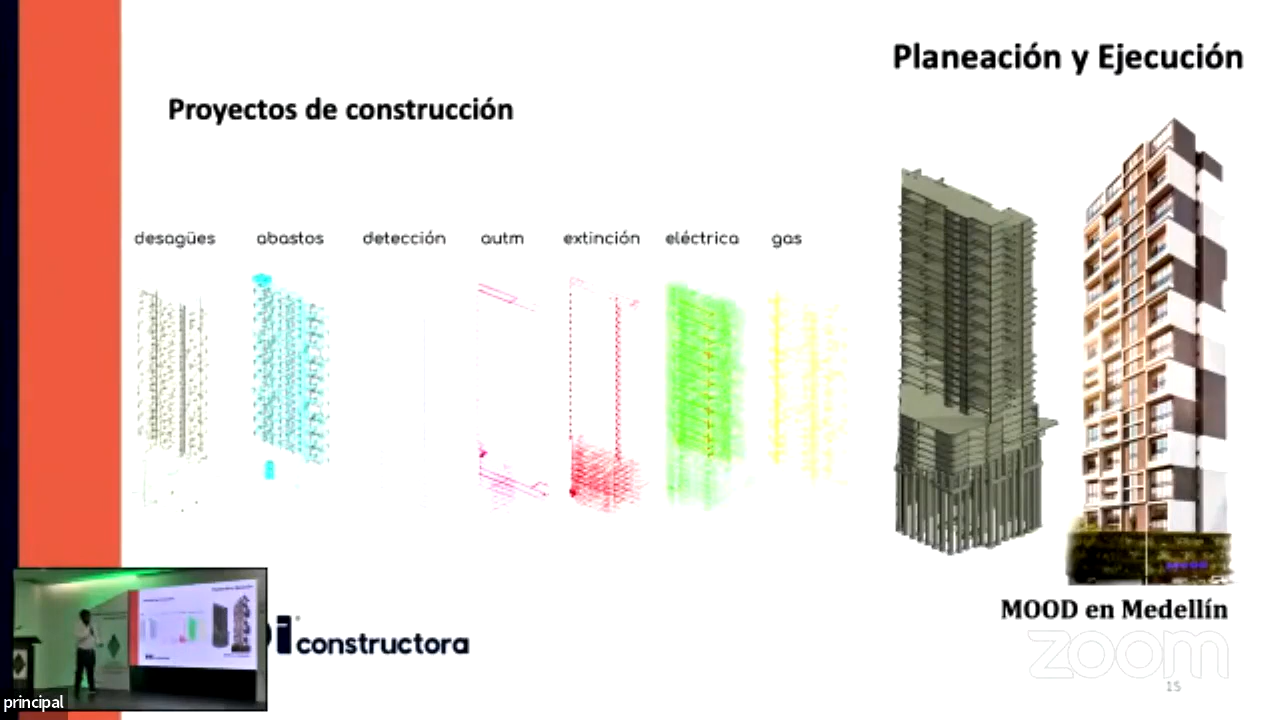 Planeación y Ejecución
Proyectos de construcción
desagües abastos detección autm extinción eléctrica gas
MOOD en Medellín
constructora
zoom
15
principal